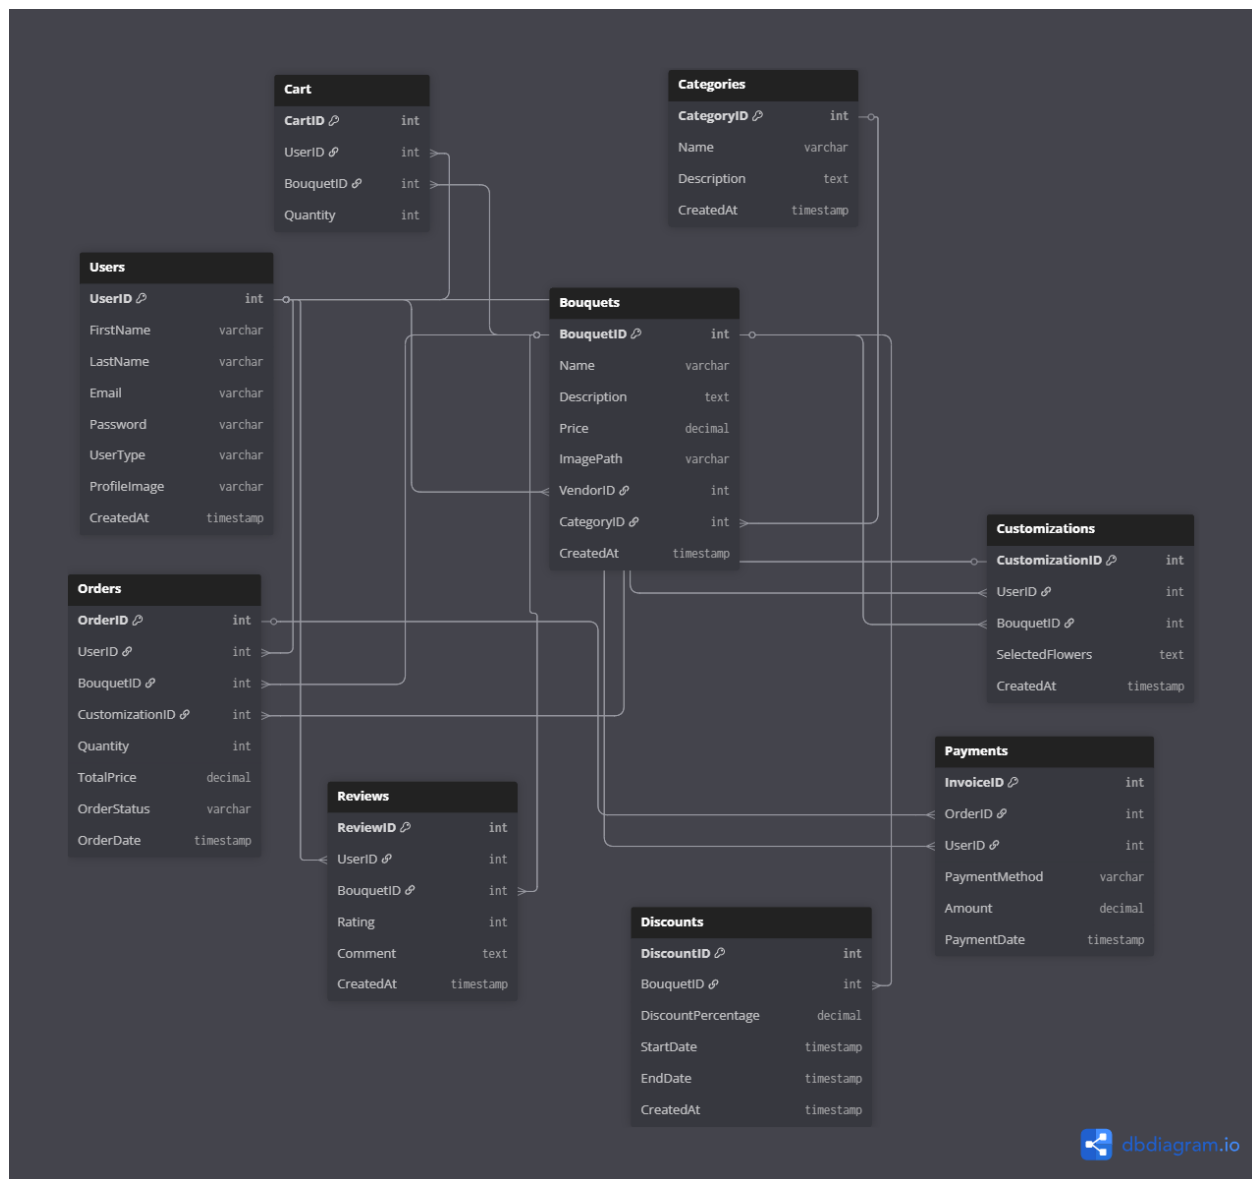 Cart
CartID int
UserID int
BouquetID int
Quantity int
Categories
CategoryID int
Name varchar
Description text
CreatedAt timestamp
Users
UserID int
FirstName varchar
LastName varchar
Email varchar
Password varchar
UserType varchar
ProfileImage varchar
CreatedAt timestamp
Bouquets
BouquetID int
Name varchar
Description text
Price decimal
ImagePath varchar
VendorID int
CategoryID int
CreatedAt timestamp
Customizations
CustomizationID int
UserID int
BouquetID int
SelectedFlowers text
CreatedAt timestamp
Orders
OrderID int
UserID int
BouquetID int
CustomizationID int
Quantity int
TotalPrice decimal
OrderStatus varchar
OrderDate timestamp
Payments
InvoiceID int
OrderID int
UserID int
PaymentMethod varchar
Amount decimal
PaymentDate timestamp
Reviews
ReviewID int
UserID int
BouquetID int
Rating int
Comment text
CreatedAt timestamp
Discounts
DiscountID int
BouquetID int
DiscountPercentage decimal
StartDate timestamp
EndDate timestamp
CreatedAt timestamp
dbdiagram.io